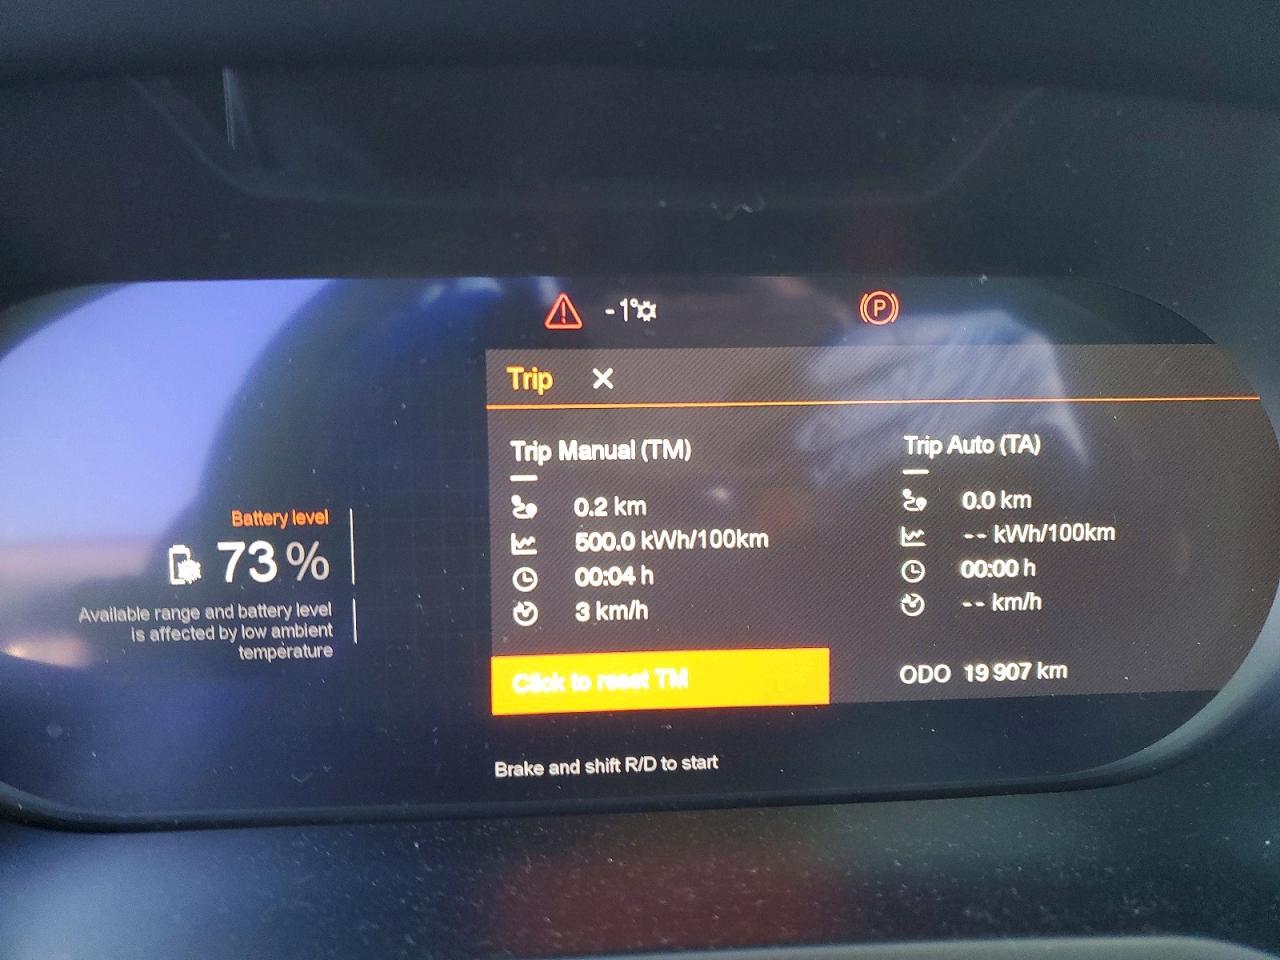 -1°
P
Trip ×
Trip Manual (TM)
0.2 km
500.0 kWh/100km
00:04 h
3 km/h
Click to reset TM
Trip Auto (TA)
0.0 km
-- kWh/100km
00:00 h
-- km/h
ODO 19 907 km
Battery level
73 %
Available range and battery level
is affected by low ambient
temperature
Brake and shift R/D to start